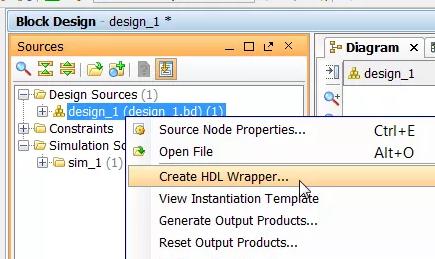 Block Design - design_1 *
Sources
Diagram
design_1
Design Sources (1)
design_1 (design_1.bd) (1)
Constraints
Simulation So
sim_1 (1)
Source Node Properties... Ctrl+E
Open File Alt+O
Create HDL Wrapper...
View Instantiation Template
Generate Output Products...
Reset Output Products...